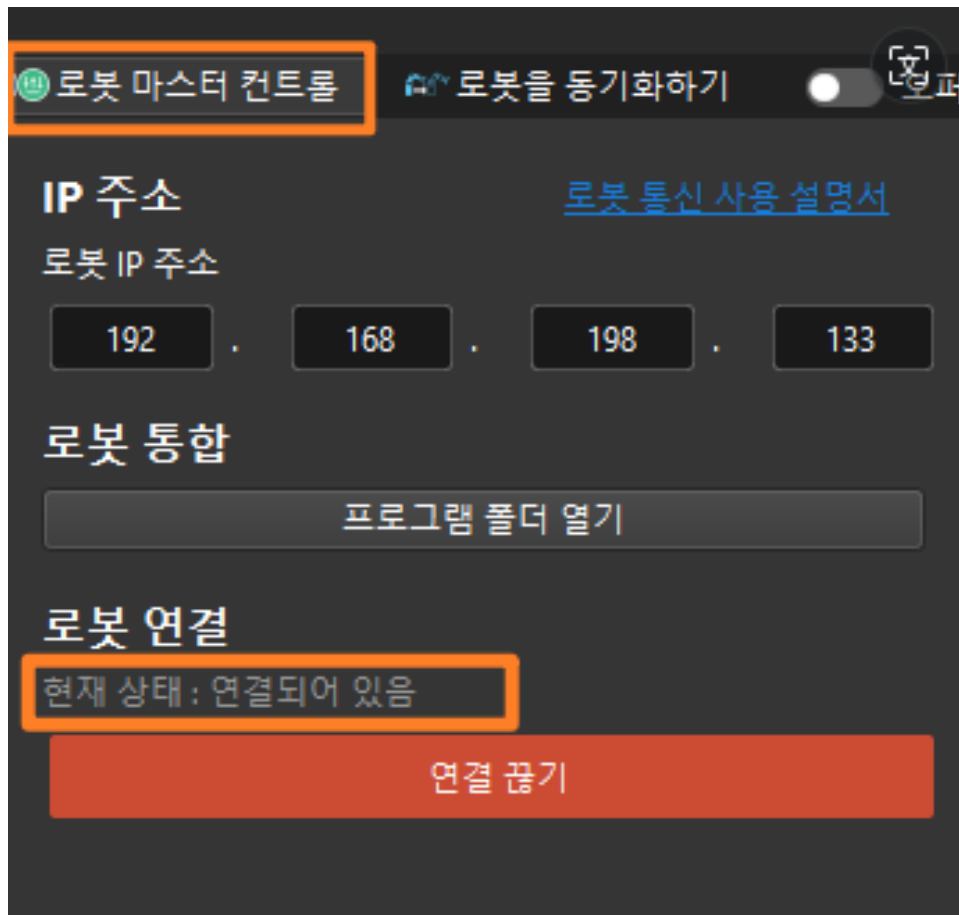 로봇 마스터 컨트롤 로봇을 동기화하기
IP 주소 로봇 통신 사용 설명서
로봇 IP 주소
192 . 168 . 198 . 133
로봇 통합
프로그램 폴더 열기
로봇 연결
현재 상태 : 연결되어 있음
연결 끊기